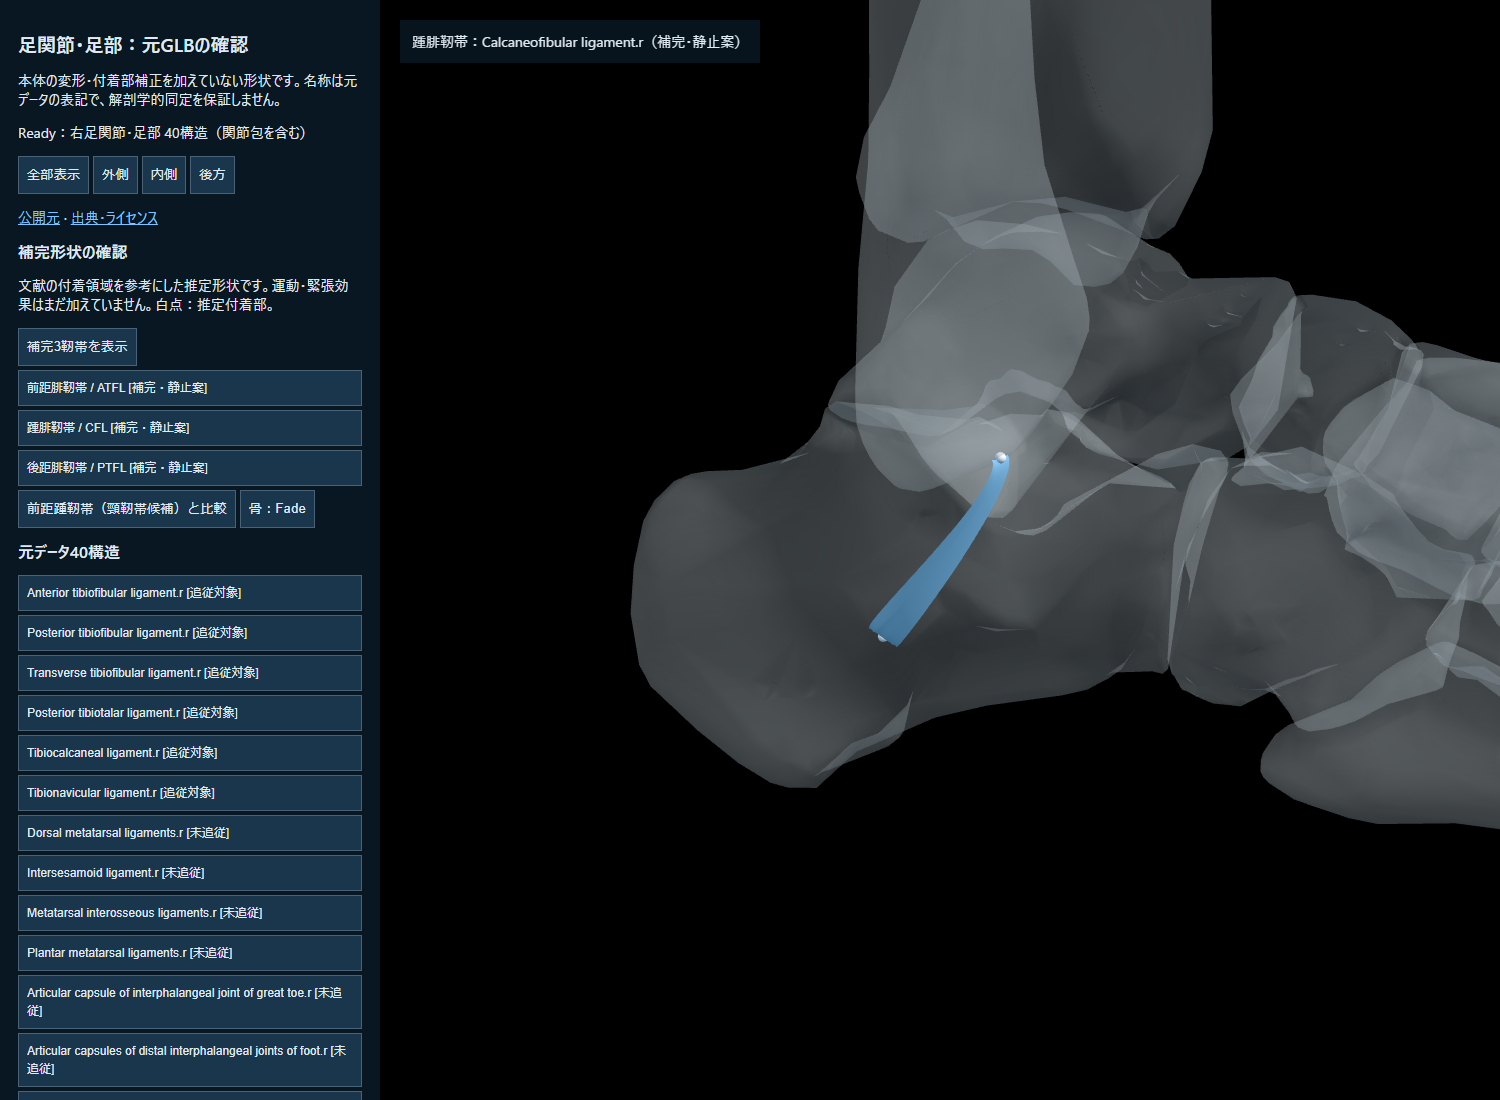 足関節・足部：元GLBの確認
本体の変形・付着部補正を加えていない形状です。名称は元
データの表記で、解剖学的同定を保証しません。
Ready：右足関節・足部 40構造（関節包を含む）
全部表示 外側 内側 後方
公開元・出典・ライセンス
補完形状の確認
文献の付着領域を参考にした推定形状です。運動・緊張効
果はまだ加えていません。白点：推定付着部。
補完3靭帯を表示
前距腓靭帯 / ATFL [補完・静止案]
踵腓靭帯 / CFL [補完・静止案]
後距腓靭帯 / PTFL [補完・静止案]
前距踵靭帯（頸靭帯候補）と比較 骨：Fade
元データ40構造
Anterior tibiofibular ligament.r [追従対象]
Posterior tibiofibular ligament.r [追従対象]
Transverse tibiofibular ligament.r [追従対象]
Posterior tibiotalar ligament.r [追従対象]
Tibiocalcaneal ligament.r [追従対象]
Tibionavicular ligament.r [追従対象]
Dorsal metatarsal ligaments.r [未追従]
Intersesamoid ligament.r [未追従]
Metatarsal interosseous ligaments.r [未追従]
Plantar metatarsal ligaments.r [未追従]
Articular capsule of interphalangeal joint of great toe.r [未追
従]
Articular capsules of distal interphalangeal joints of foot.r [未
追従]
踵腓靭帯：Calcaneofibular ligament.r（補完・静止案）